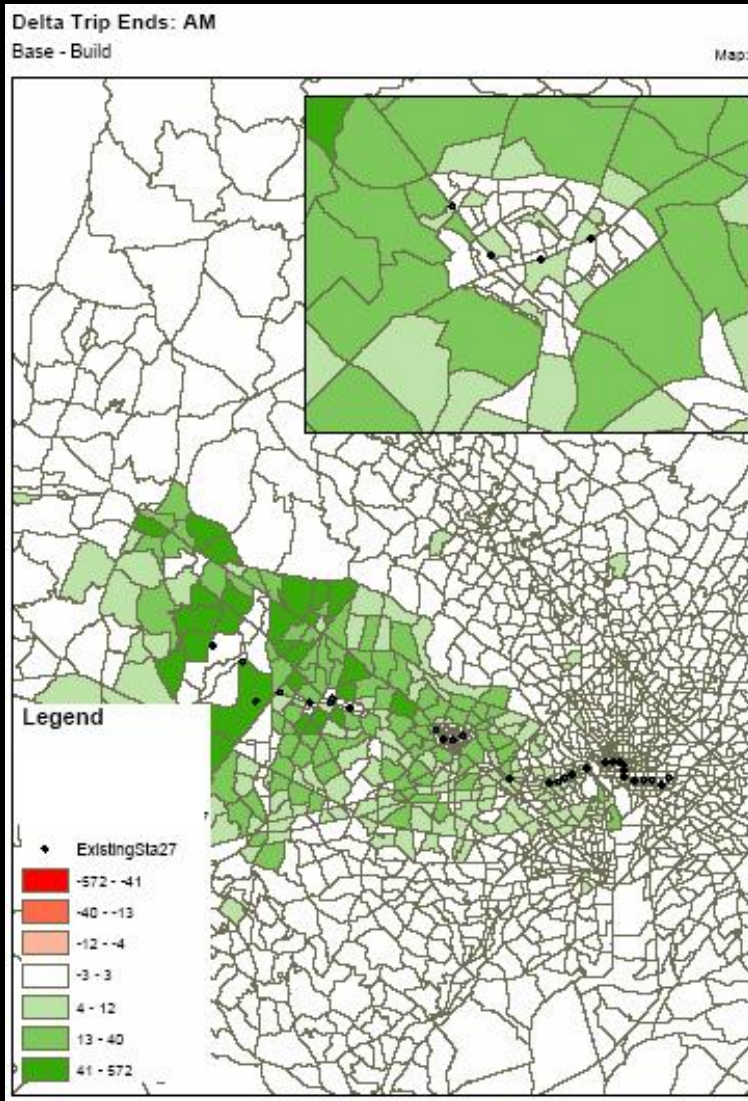 Delta Trip Ends: AM
Base - Build
Map:
Legend
ExistingSta27
-572 - -41
-40 - -13
-12 - -4
-3 - 3
4 - 12
13 - 40
41 - 572